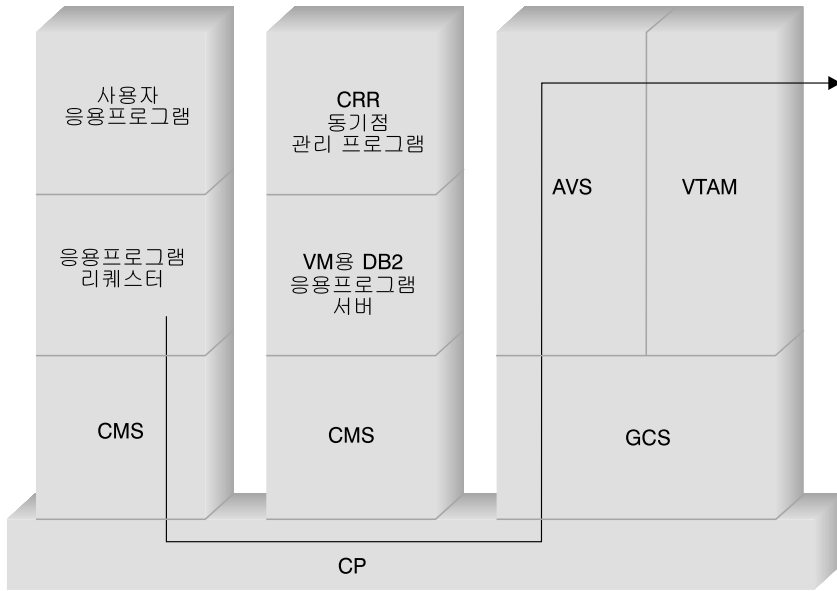 사용자
응용프로그램
응용프로그램
리퀘스터
CMS
CRR
동기점
관리 프로그램
VM용 DB2
응용프로그램
서버
CMS
AVS
VTAM
GCS
CP